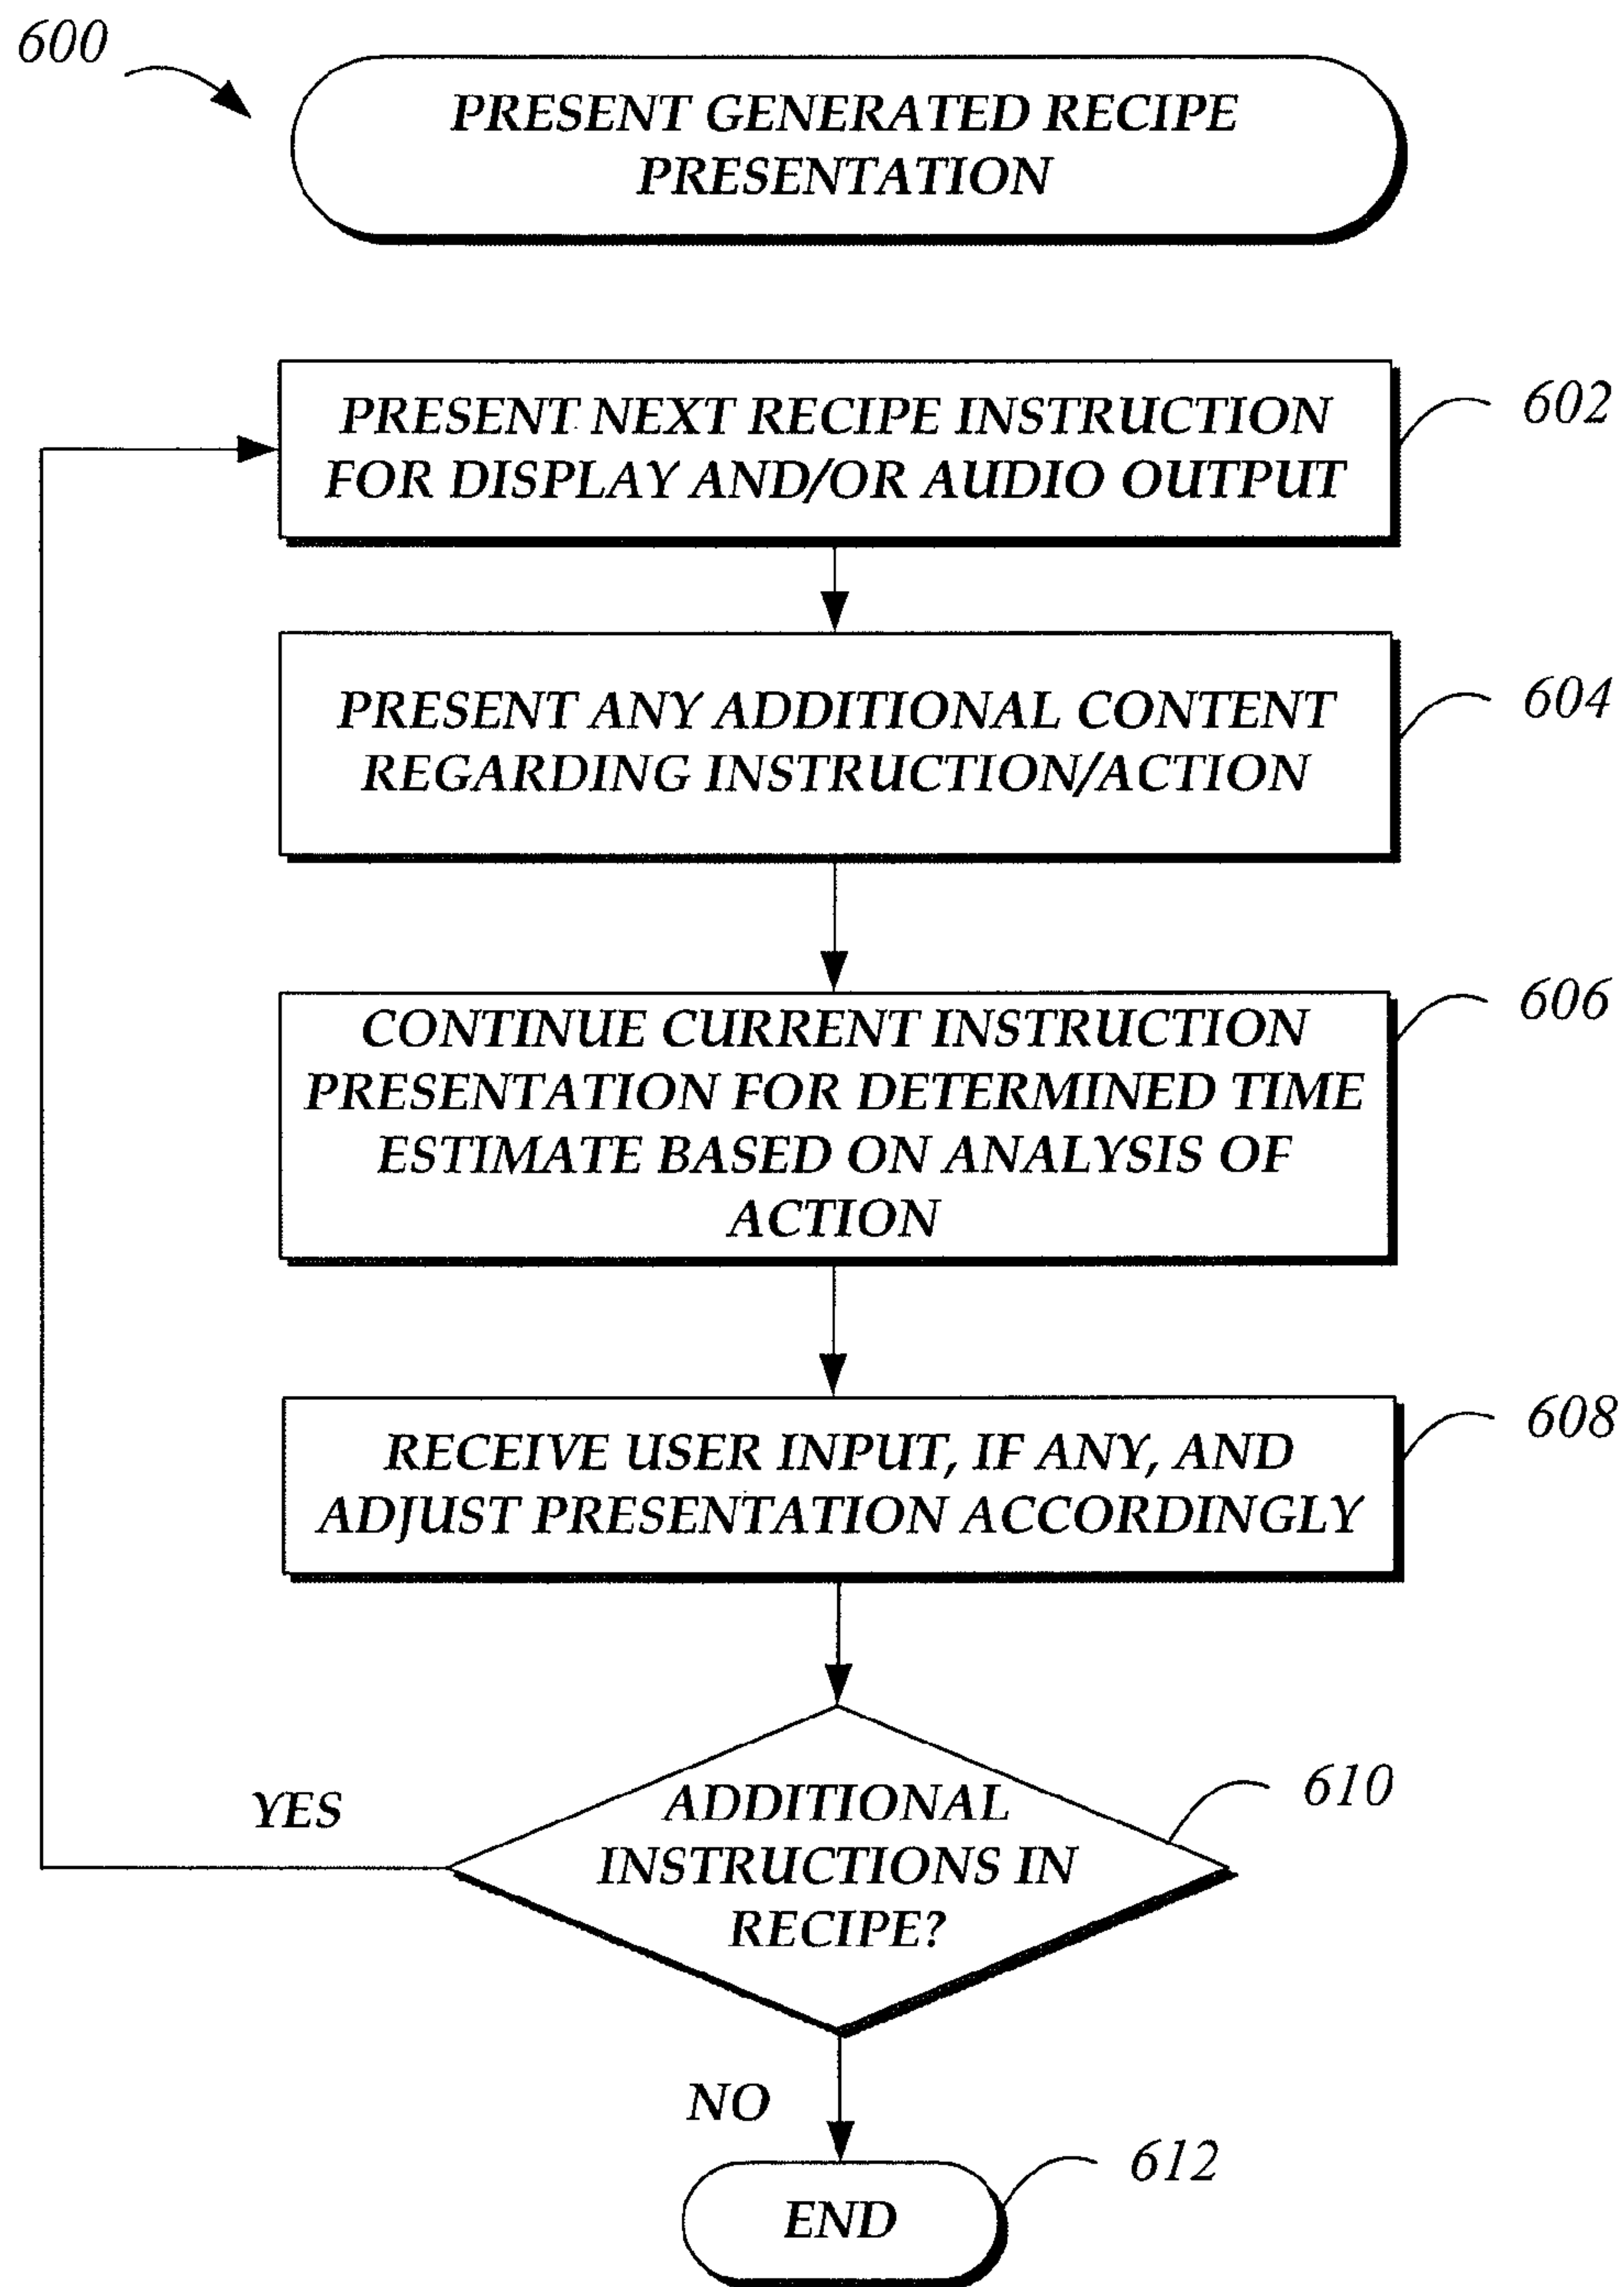 600
PRESENT GENERATED RECIPE
PRESENTATION
PRESENT NEXT RECIPE INSTRUCTION
FOR DISPLAY AND/OR AUDIO OUTPUT
602
PRESENT ANY ADDITIONAL CONTENT
REGARDING INSTRUCTION/ACTION
604
CONTINUE CURRENT INSTRUCTION
PRESENTATION FOR DETERMINED TIME
ESTIMATE BASED ON ANALYSIS OF
ACTION
606
RECEIVE USER INPUT, IF ANY, AND
ADJUST PRESENTATION ACCORDINGLY
608
ADDITIONAL
INSTRUCTIONS IN
RECIPE?
610
YES
NO
END
612